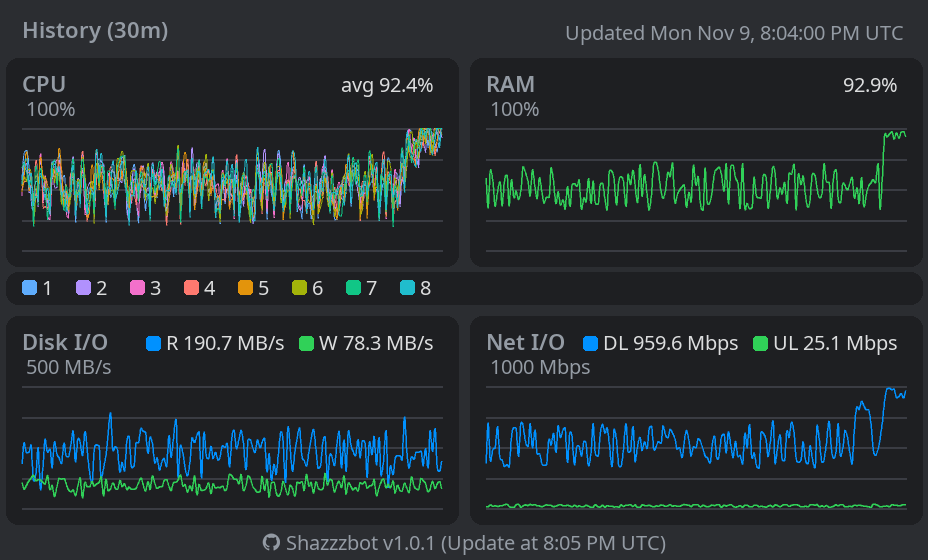 History (30m)
Updated Mon Nov 9, 8:04:00 PM UTC
CPU avg 92.4%
100%
RAM 92.9%
100%
1 2 3 4 5 6 7 8
Disk I/O R 190.7 MB/s W 78.3 MB/s
500 MB/s
Net I/O DL 959.6 Mbps UL 25.1 Mbps
1000 Mbps
Shazzzbot v1.0.1 (Update at 8:05 PM UTC)